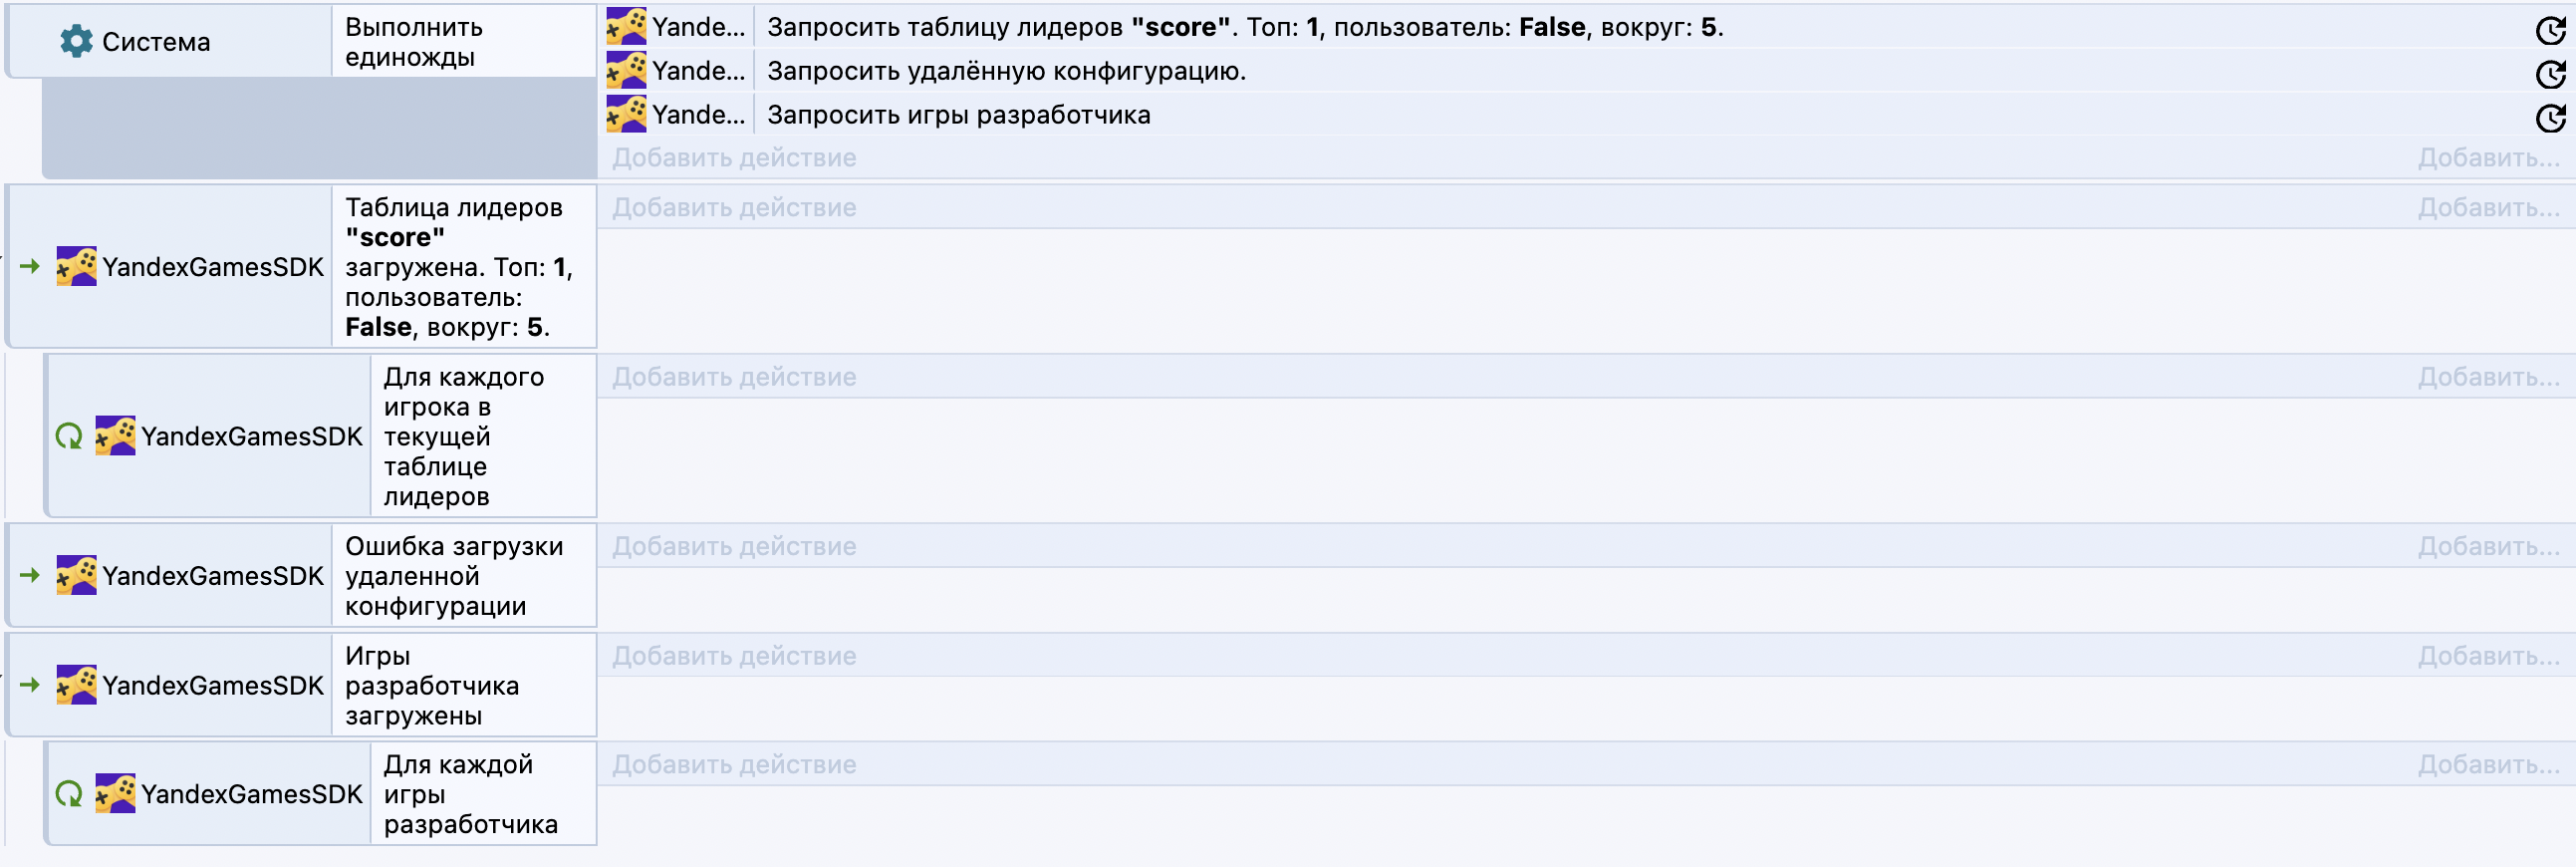 Система
Выполнить
единожды
Yande...
Запросить таблицу лидеров "score". Топ: 1, пользователь: False, вокруг: 5.
Yande...
Запросить удалённую конфигурацию.
Yande...
Запросить игры разработчика
Добавить действие
Добавить...
YandexGamesSDK
Таблица лидеров
"score"
загружена. Топ: 1,
пользователь:
False, вокруг: 5.
Добавить действие
Добавить...
YandexGamesSDK
Для каждого
игрока в
текущей
таблице
лидеров
Добавить действие
Добавить...
YandexGamesSDK
Ошибка загрузки
удаленной
конфигурации
Добавить действие
Добавить...
YandexGamesSDK
Игры
разработчика
загружены
Добавить действие
Добавить...
YandexGamesSDK
Для каждой
игры
разработчика
Добавить действие
Добавить...